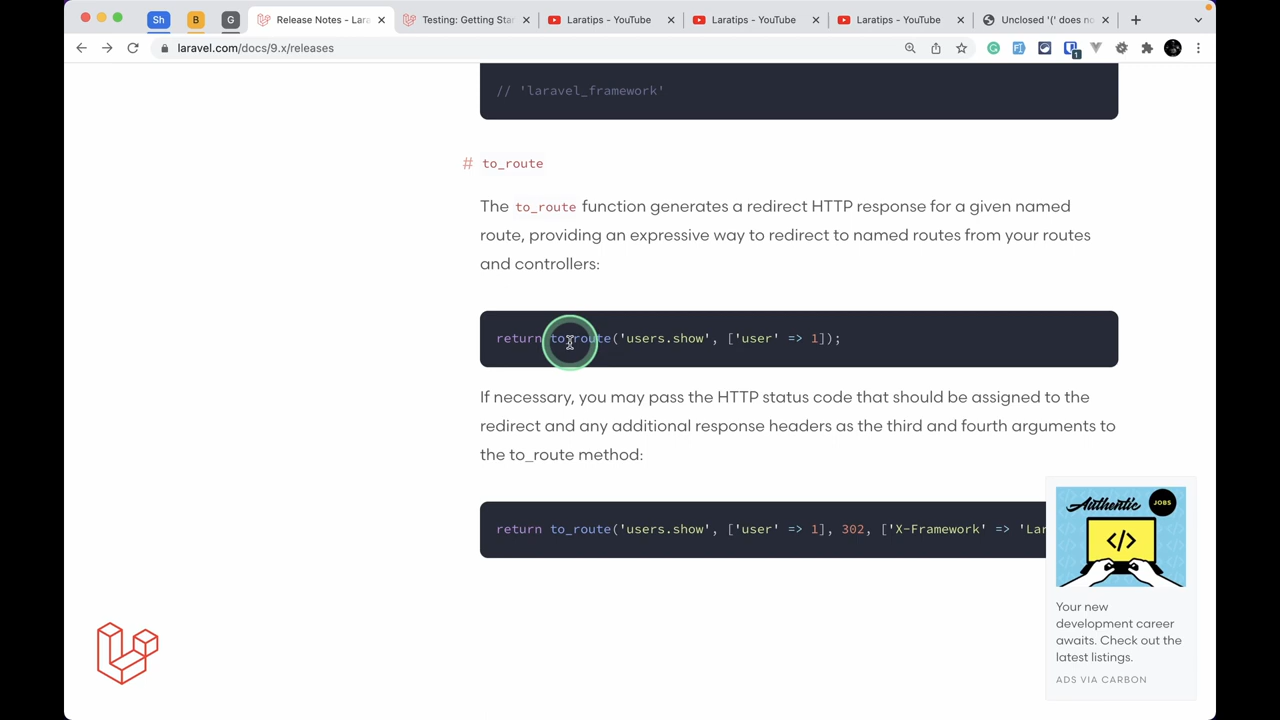 Sh
B
G
Release Notes - Lara
Testing: Getting Star
Laratips - YouTube
Laratips - YouTube
Laratips - YouTube
Unclosed '(' does no
laravel.com/docs/9.x/releases
1
// 'laravel_framework'
# to_route
The to_route function generates a redirect HTTP response for a given named
route, providing an expressive way to redirect to named routes from your routes
and controllers:
return to_route('users.show', ['user' => 1]);
If necessary, you may pass the HTTP status code that should be assigned to the
redirect and any additional response headers as the third and fourth arguments to
the to_route method:
return to_route('users.show', ['user' => 1], 302, ['X-Framework' => 'Lar
Authentic JOBS
</>
Your new
development career
awaits. Check out the
latest listings.
ADS VIA CARBON